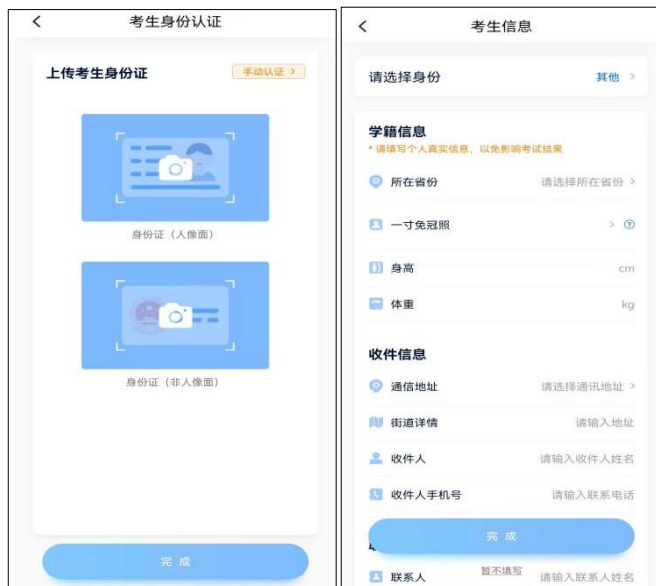 考生身份认证
上传考生身份证
手动认证 >
身份证（人像面）
身份证（非人像面）
完成
考生信息
请选择身份 其他 >
学籍信息
* 请填写个人真实信息，以免影响考试结果
所在省份 请选择所在省份 >
一寸免冠照 > ?
身高 cm
体重 kg
收件信息
通信地址 请选择通讯地址 >
街道详情 请输入地址
收件人 请输入收件人姓名
收件人手机号 请输入联系电话
完成
暂不填写
联系人 请输入联系人姓名